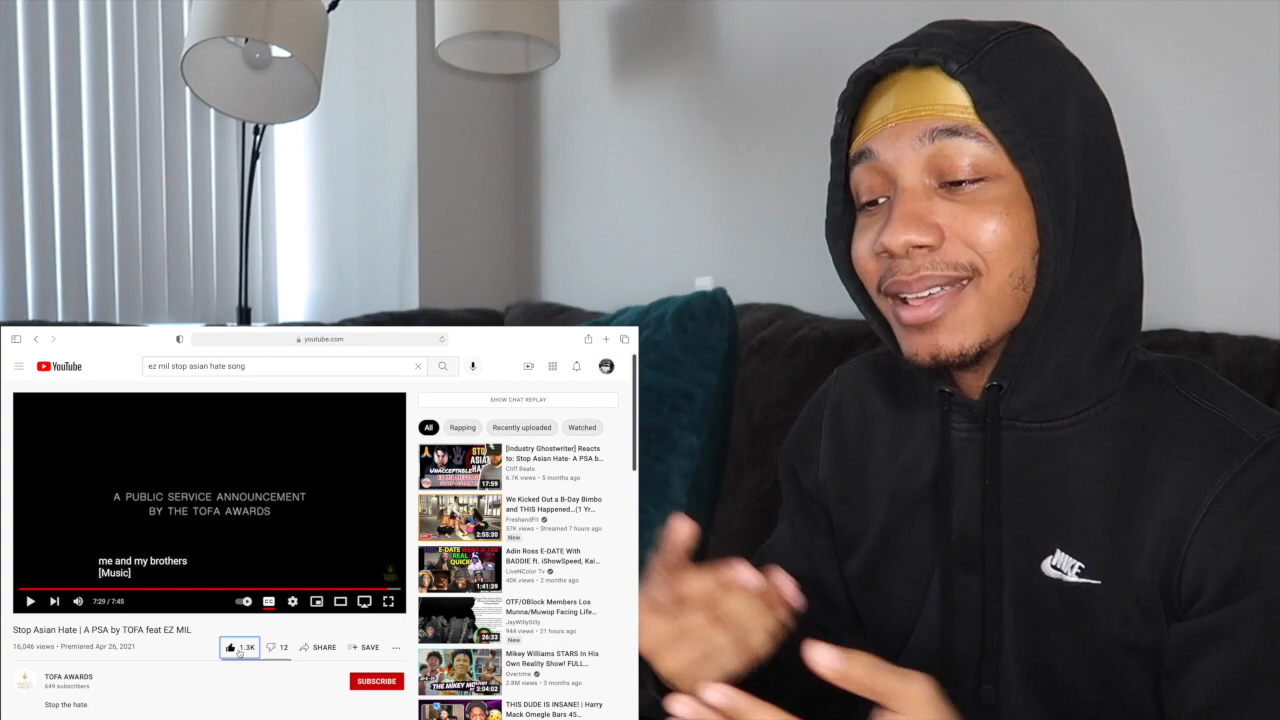 youtube.com
YouTube
ez mil stop asian hate song
A PUBLIC SERVICE ANNOUNCEMENT
BY THE TOFA AWARDS
me and my brothers
[Music]
CC
7:29 / 7:45
Stop Asian Hate | A PSA by TOFA feat EZ MIL
16,046 views • Premiered Apr 26, 2021
1.3K
12
SHARE
SAVE
TOFA AWARDS
649 subscribers
SUBSCRIBE
Stop the hate.
SHOW CHAT REPLAY
All
Rapping
Recently uploaded
Watched
UNACCEPTABLE
17:59
[Industry Ghostwriter] Reacts
to: Stop Asian Hate- A PSA b...
Cliff Beats
6.7K views • 5 months ago
2:55:30
We Kicked Out a B-Day Bimbo
and THIS Happened...(1 Yr...
FreshandFit
57K views • Streamed 7 hours ago
New
REAL
QUICK
1:41:39
Adin Ross E-DATE With
BADDIE ft. iShowSpeed, Kai...
LiveNColor Tv
40K views • 2 months ago
26:33
OTF/OBlock Members Los
Munna/Muwop Facing Life...
JayWillySilly
944 views • 21 hours ago
New
THE MIKEY
3:04:02
Mikey Williams STARS In His
Own Reality Show! FULL...
Overtime
2.8M views • 3 months ago
THIS DUDE IS INSANE! | Harry
Mack Omegle Bars 45...
NIKE